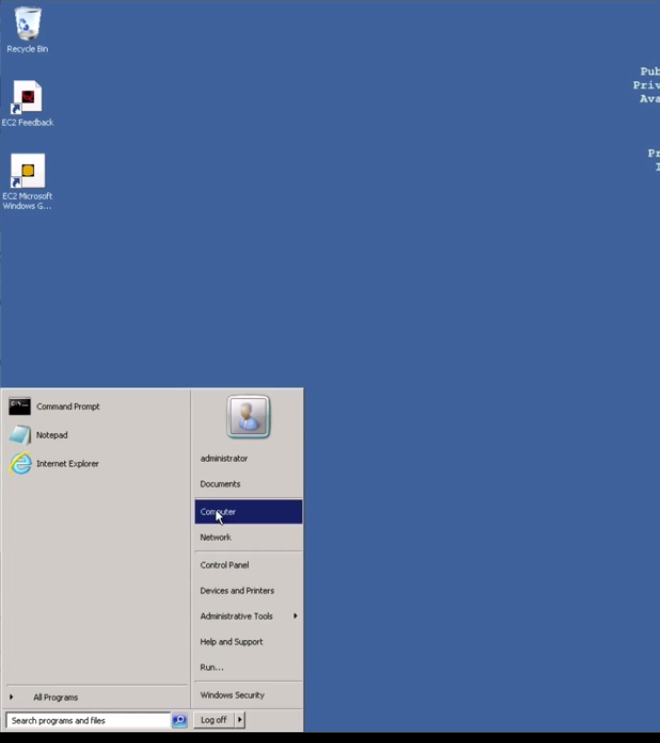 Recycle Bin
EC2 Feedback
EC2 Microsoft
Windows G...
Pub
Priv
Ava
Pr
I
Command Prompt
Notepad
Internet Explorer
All Programs
Search programs and files
administrator
Documents
Computer
Network
Control Panel
Devices and Printers
Administrative Tools
Help and Support
Run...
Windows Security
Log off